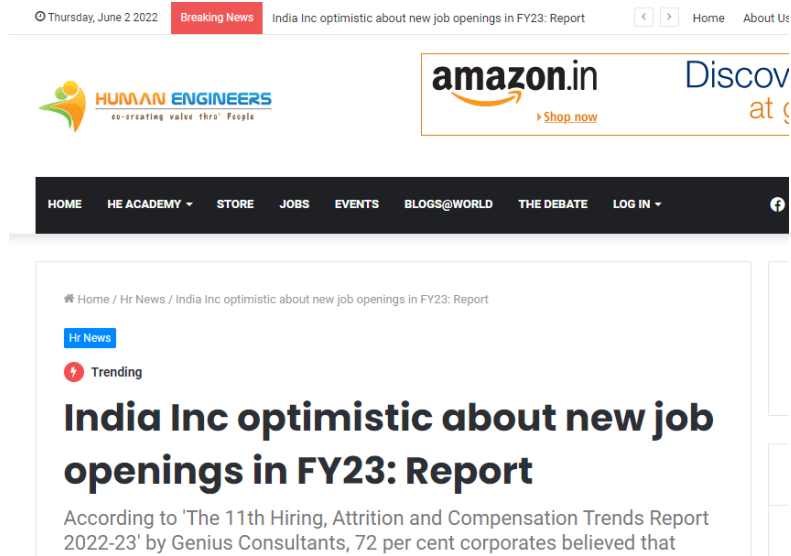 Thursday, June 2 2022
Breaking News
India Inc optimistic about new job openings in FY23: Report
Home
About Us
HUMAN ENGINEERS
co-creating value thro' People
amazon.in
Shop now
Discov
at g
HOME
HE ACADEMY
STORE
JOBS
EVENTS
BLOGS@WORLD
THE DEBATE
LOG IN
Home / Hr News / India Inc optimistic about new job openings in FY23: Report
Hr News
Trending
India Inc optimistic about new job
openings in FY23: Report
According to 'The 11th Hiring, Attrition and Compensation Trends Report
2022-23' by Genius Consultants, 72 per cent corporates believed that